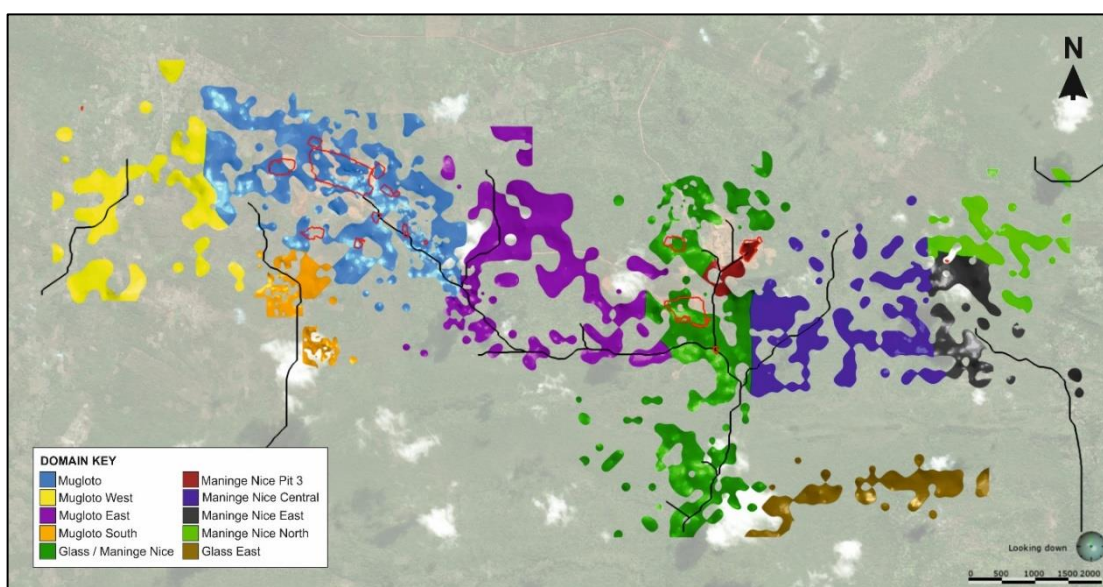 N
DOMAIN KEY
Mugloto
Mugloto West
Mugloto East
Mugloto South
Glass / Maninge Nice
Maninge Nice Pit 3
Maninge Nice Central
Maninge Nice East
Maninge Nice North
Glass East
Looking down
0 500 1000 1500 2000